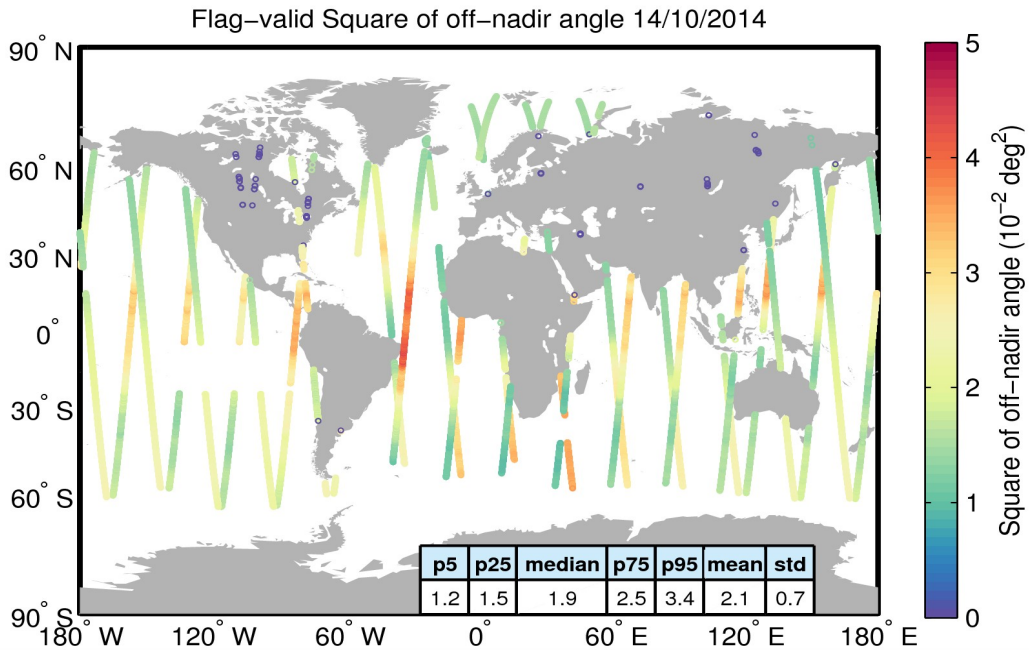 Flag−valid Square of off−nadir angle 14/10/2014
90° N
60° N
30° N
0°
30° S
60° S
90° S
180° W
120° W
60° W
0°
60° E
120° E
180° E
p5 p25 median p75 p95 mean std
1.2 1.5 1.9 2.5 3.4 2.1 0.7
5
4
3
2
1
0
Square of off−nadir angle (10⁻² deg²)